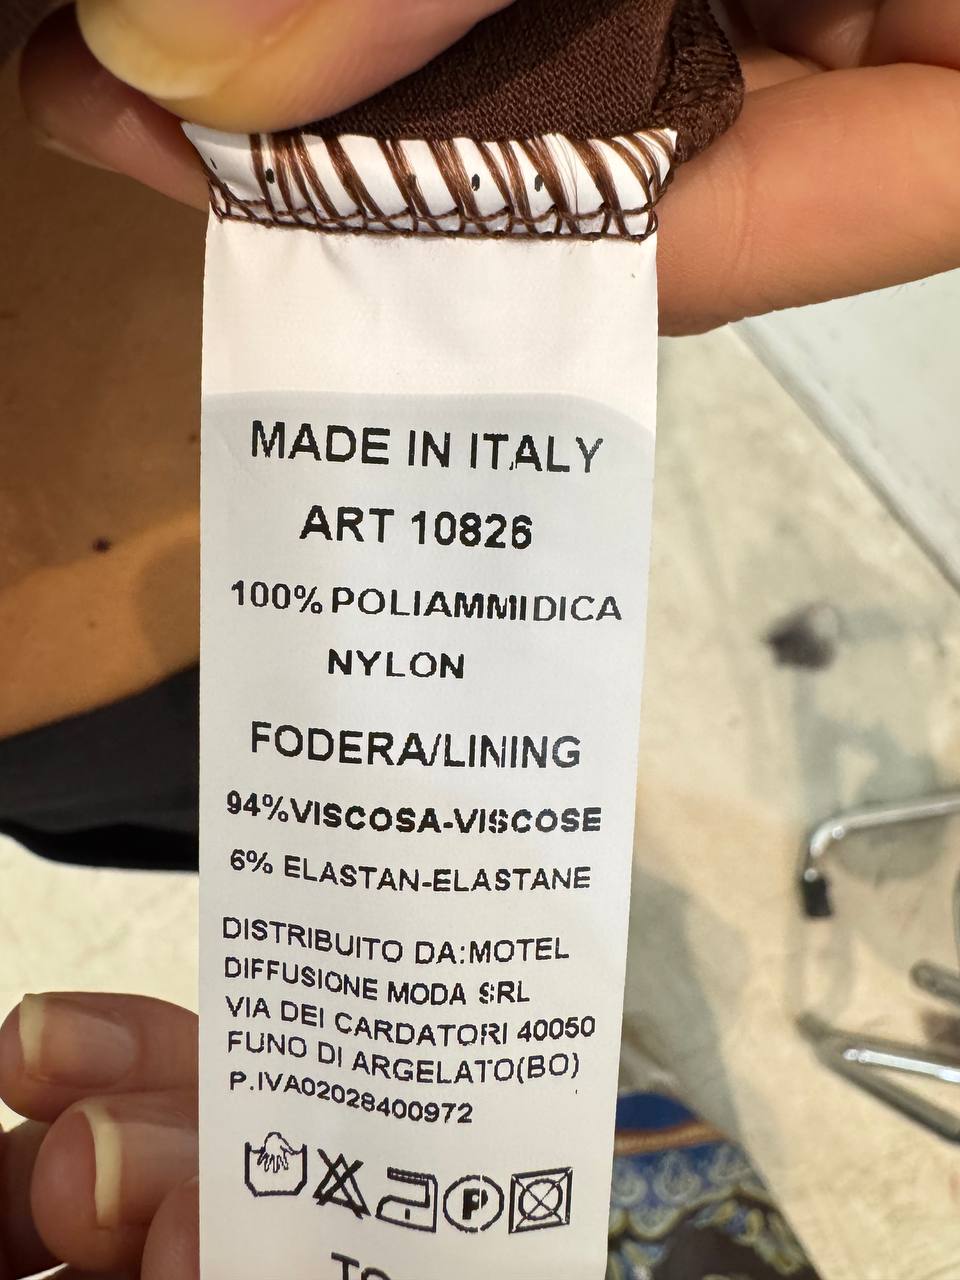 MADE IN ITALY
ART 10826
100% POLIAMMIDICA
NYLON
FODERA/LINING
94%VISCOSA-VISCOSE
6% ELASTAN-ELASTANE
DISTRIBUITO DA:MOTEL
DIFFUSIONE MODA SRL
VIA DEI CARDATORI 40050
FUNO DI ARGELATO(BO)
P.IVA02028400972
P